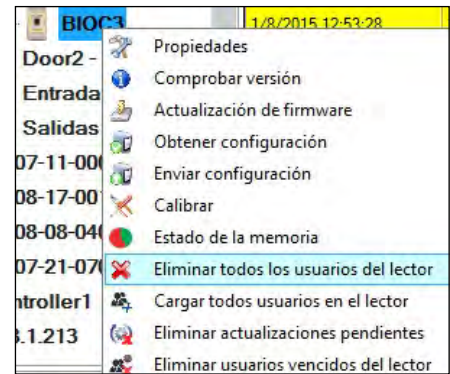 BIOC3
1/8/2015 12:53:28
Door2 -
Entrada
Salidas
07-11-00
08-17-00
08-08-04
07-21-07
ntroller1
.1.213
Propiedades
Comprobar versión
Actualización de firmware
Obtener configuración
Enviar configuración
Calibrar
Estado de la memoria
Eliminar todos los usuarios del lector
Cargar todos usuarios en el lector
Eliminar actualizaciones pendientes
Eliminar usuarios vencidos del lector